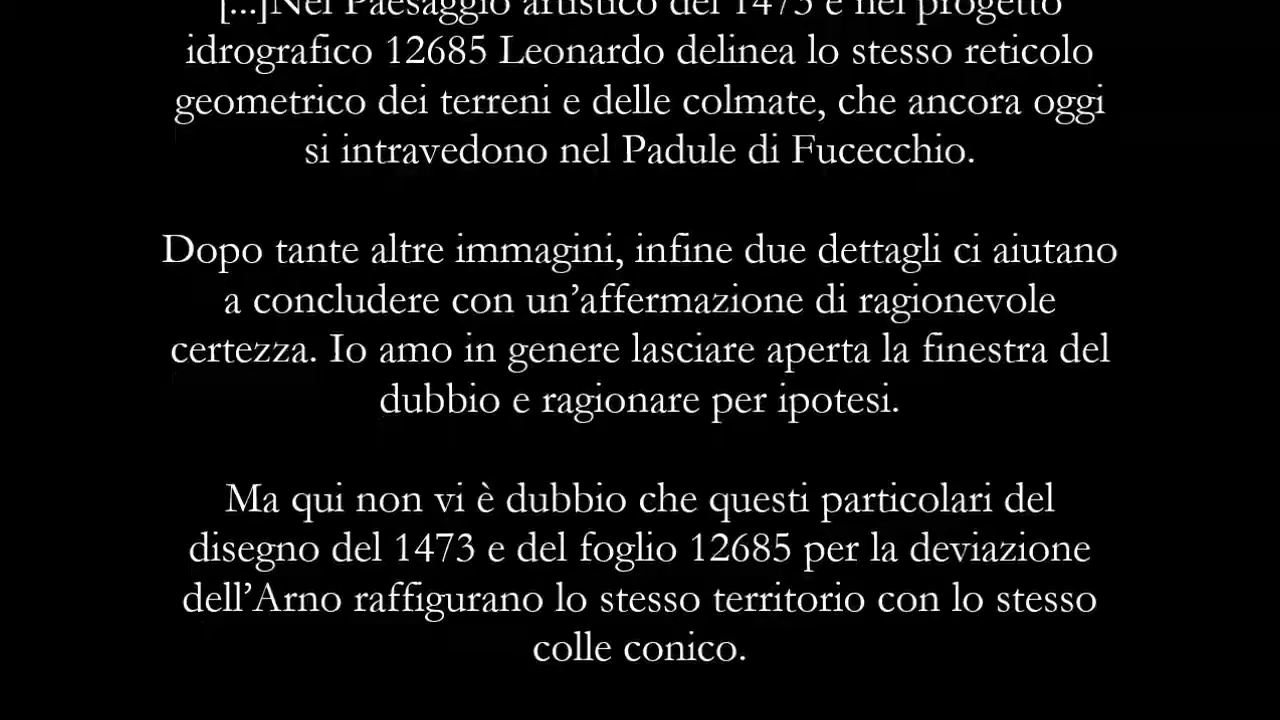 [...]Nel Paesaggio artistico del 1473 e nel progetto
idrografico 12685 Leonardo delinea lo stesso reticolo
geometrico dei terreni e delle colmate, che ancora oggi
si intravedono nel Padule di Fucecchio.
Dopo tante altre immagini, infine due dettagli ci aiutano
a concludere con un’affermazione di ragionevole
certezza. Io amo in genere lasciare aperta la finestra del
dubbio e ragionare per ipotesi.
Ma qui non vi è dubbio che questi particolari del
disegno del 1473 e del foglio 12685 per la deviazione
dell’Arno raffigurano lo stesso territorio con lo stesso
colle conico.